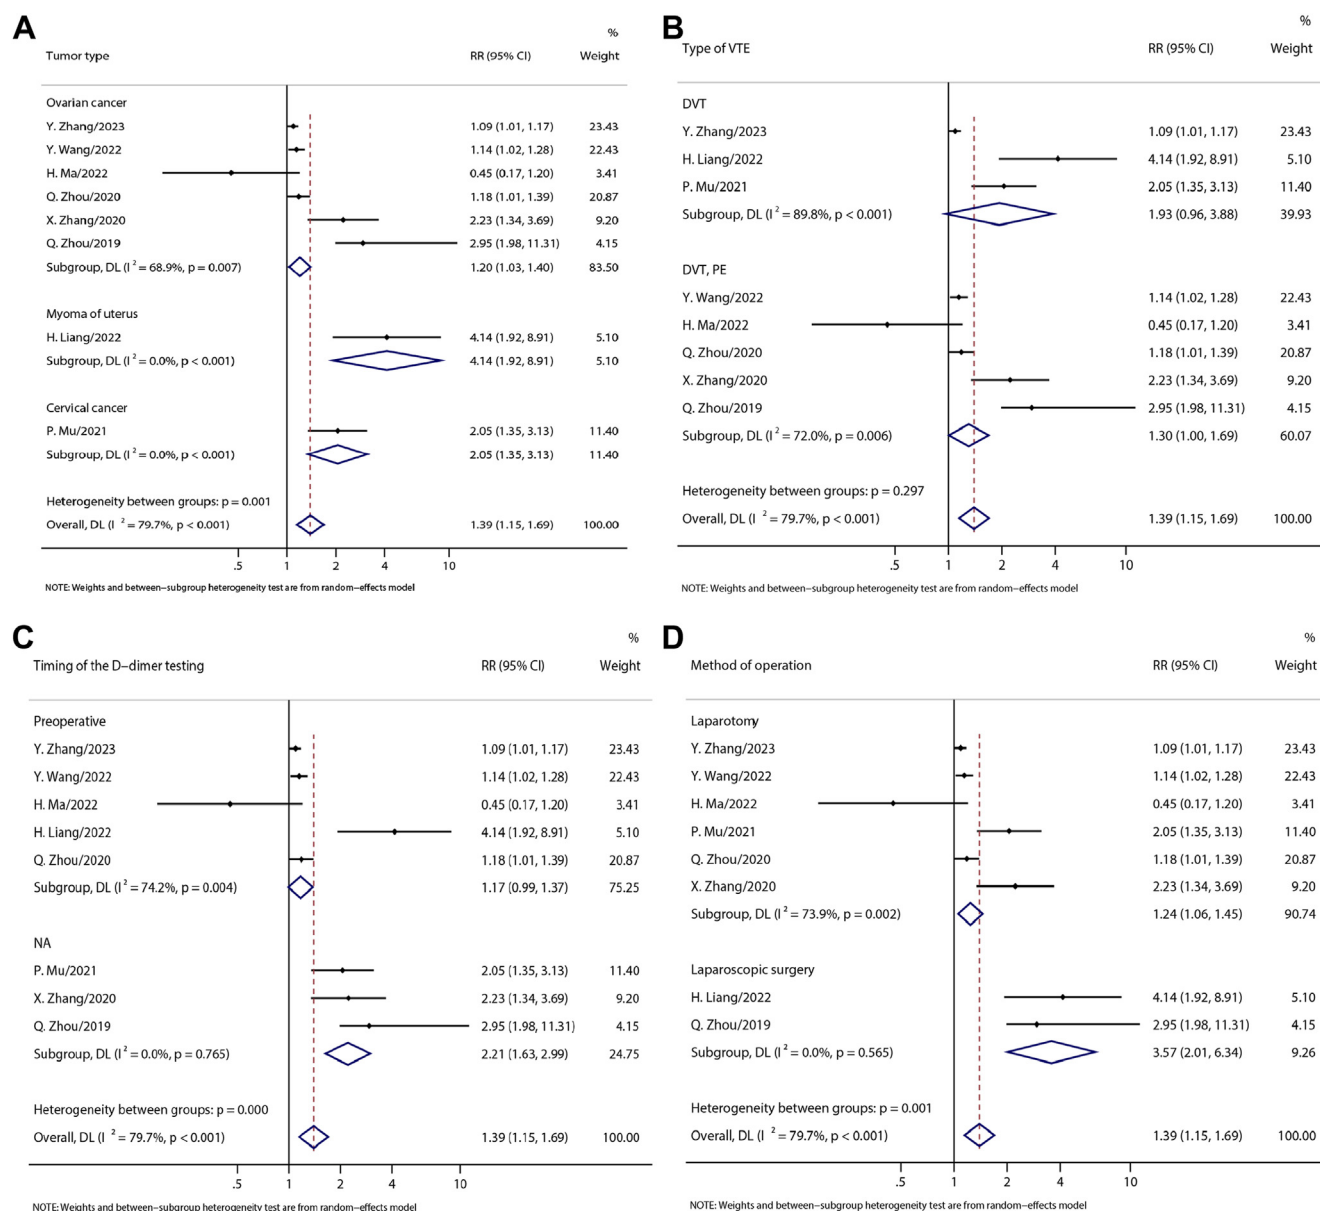 A
%
Tumor type RR (95% CI) Weight
Ovarian cancer
Y. Zhang/2023 1.09 (1.01, 1.17) 23.43
Y. Wang/2022 1.14 (1.02, 1.28) 22.43
H. Ma/2022 0.45 (0.17, 1.20) 3.41
Q. Zhou/2020 1.18 (1.01, 1.39) 20.87
X. Zhang/2020 2.23 (1.34, 3.69) 9.20
Q. Zhou/2019 2.95 (1.98, 11.31) 4.15
Subgroup, DL (I² = 68.9%, p = 0.007) 1.20 (1.03, 1.40) 83.50
Myoma of uterus
H. Liang/2022 4.14 (1.92, 8.91) 5.10
Subgroup, DL (I² = 0.0%, p < 0.001) 4.14 (1.92, 8.91) 5.10
Cervical cancer
P. Mu/2021 2.05 (1.35, 3.13) 11.40
Subgroup, DL (I² = 0.0%, p < 0.001) 2.05 (1.35, 3.13) 11.40
Heterogeneity between groups: p = 0.001
Overall, DL (I² = 79.7%, p < 0.001) 1.39 (1.15, 1.69) 100.00
.5 1 2 4 10
NOTE: Weights and between−subgroup heterogeneity test are from random−effects model
B
%
Type of VTE RR (95% CI) Weight
DVT
Y. Zhang/2023 1.09 (1.01, 1.17) 23.43
H. Liang/2022 4.14 (1.92, 8.91) 5.10
P. Mu/2021 2.05 (1.35, 3.13) 11.40
Subgroup, DL (I² = 89.8%, p < 0.001) 1.93 (0.96, 3.88) 39.93
DVT, PE
Y. Wang/2022 1.14 (1.02, 1.28) 22.43
H. Ma/2022 0.45 (0.17, 1.20) 3.41
Q. Zhou/2020 1.18 (1.01, 1.39) 20.87
X. Zhang/2020 2.23 (1.34, 3.69) 9.20
Q. Zhou/2019 2.95 (1.98, 11.31) 4.15
Subgroup, DL (I² = 72.0%, p = 0.006) 1.30 (1.00, 1.69) 60.07
Heterogeneity between groups: p = 0.297
Overall, DL (I² = 79.7%, p < 0.001) 1.39 (1.15, 1.69) 100.00
.5 1 2 4 10
NOTE: Weights and between−subgroup heterogeneity test are from random−effects model
C
%
Timing of the D−dimer testing RR (95% CI) Weight
Preoperative
Y. Zhang/2023 1.09 (1.01, 1.17) 23.43
Y. Wang/2022 1.14 (1.02, 1.28) 22.43
H. Ma/2022 0.45 (0.17, 1.20) 3.41
H. Liang/2022 4.14 (1.92, 8.91) 5.10
Q. Zhou/2020 1.18 (1.01, 1.39) 20.87
Subgroup, DL (I² = 74.2%, p = 0.004) 1.17 (0.99, 1.37) 75.25
NA
P. Mu/2021 2.05 (1.35, 3.13) 11.40
X. Zhang/2020 2.23 (1.34, 3.69) 9.20
Q. Zhou/2019 2.95 (1.98, 11.31) 4.15
Subgroup, DL (I² = 0.0%, p = 0.765) 2.21 (1.63, 2.99) 24.75
Heterogeneity between groups: p = 0.000
Overall, DL (I² = 79.7%, p < 0.001) 1.39 (1.15, 1.69) 100.00
.5 1 2 4 10
NOTE: Weights and between−subgroup heterogeneity test are from random−effects model
D
%
Method of operation RR (95% CI) Weight
Laparotomy
Y. Zhang/2023 1.09 (1.01, 1.17) 23.43
Y. Wang/2022 1.14 (1.02, 1.28) 22.43
H. Ma/2022 0.45 (0.17, 1.20) 3.41
P. Mu/2021 2.05 (1.35, 3.13) 11.40
Q. Zhou/2020 1.18 (1.01, 1.39) 20.87
X. Zhang/2020 2.23 (1.34, 3.69) 9.20
Subgroup, DL (I² = 73.9%, p = 0.002) 1.24 (1.06, 1.45) 90.74
Laparoscopic surgery
H. Liang/2022 4.14 (1.92, 8.91) 5.10
Q. Zhou/2019 2.95 (1.98, 11.31) 4.15
Subgroup, DL (I² = 0.0%, p = 0.565) 3.57 (2.01, 6.34) 9.26
Heterogeneity between groups: p = 0.001
Overall, DL (I² = 79.7%, p < 0.001) 1.39 (1.15, 1.69) 100.00
.5 1 2 4 10
NOTE: Weights and between−subgroup heterogeneity test are from random−effects model